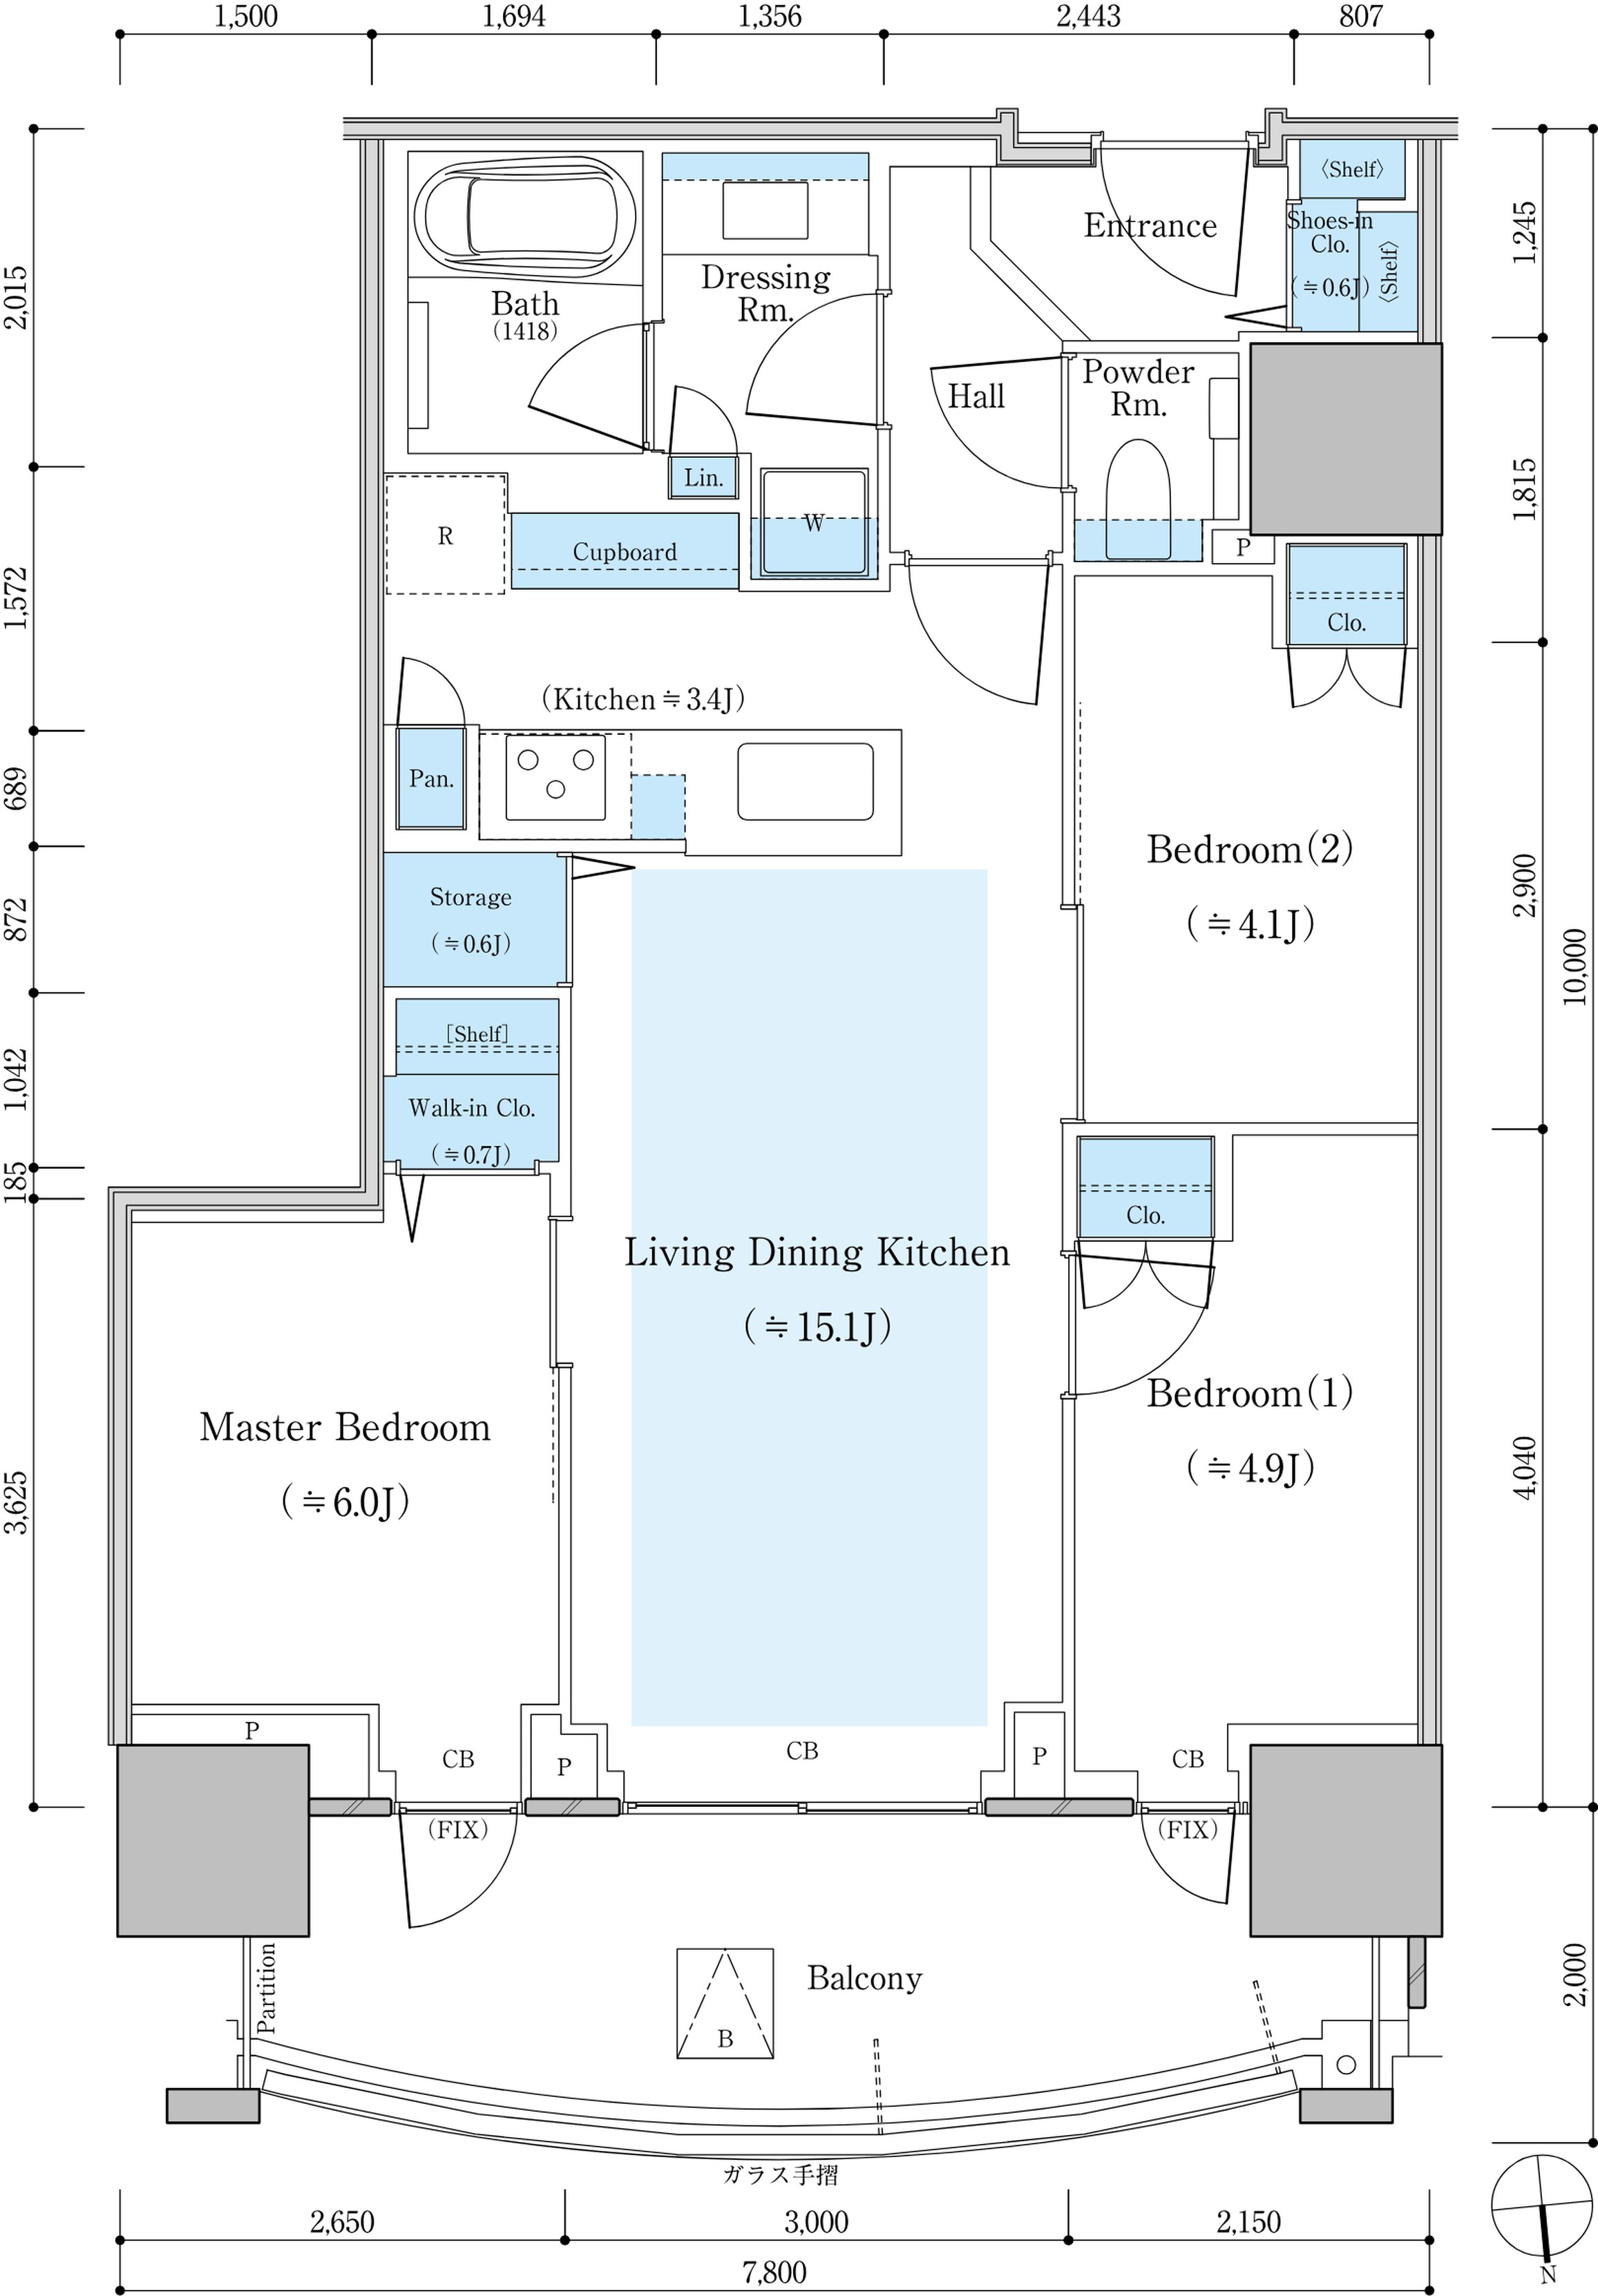 1,500
1,694
1,356
2,443
807
2,015
1,572
689
872
1,042
185
3,625
1,245
1,815
2,900
4,040
10,000
2,000
Bath
(1418)
Dressing
Rm.
Entrance
〈Shelf〉
Shoes-in
Clo.
(≒0.6J)
〈Shelf〉
Hall
Powder
Rm.
Lin.
R
Cupboard
W
P
Clo.
(Kitchen≒3.4J)
Pan.
Storage
(≒0.6J)
[Shelf]
Walk-in Clo.
(≒0.7J)
Bedroom(2)
(≒4.1J)
Clo.
Living Dining Kitchen
(≒15.1J)
Bedroom(1)
(≒4.9J)
Master Bedroom
(≒6.0J)
P
CB
P
CB
P
CB
(FIX)
(FIX)
Partition
Balcony
B
ガラス手摺
2,650
3,000
2,150
7,800
N